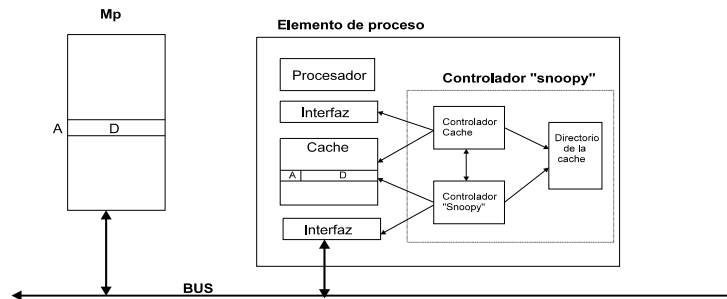 Mp
A
D
Elemento de proceso
Procesador
Interfaz
Cache
A
D
Interfaz
Controlador "snoopy"
Controlador
Cache
Controlador
"Snoopy"
Directorio
de la
cache
BUS